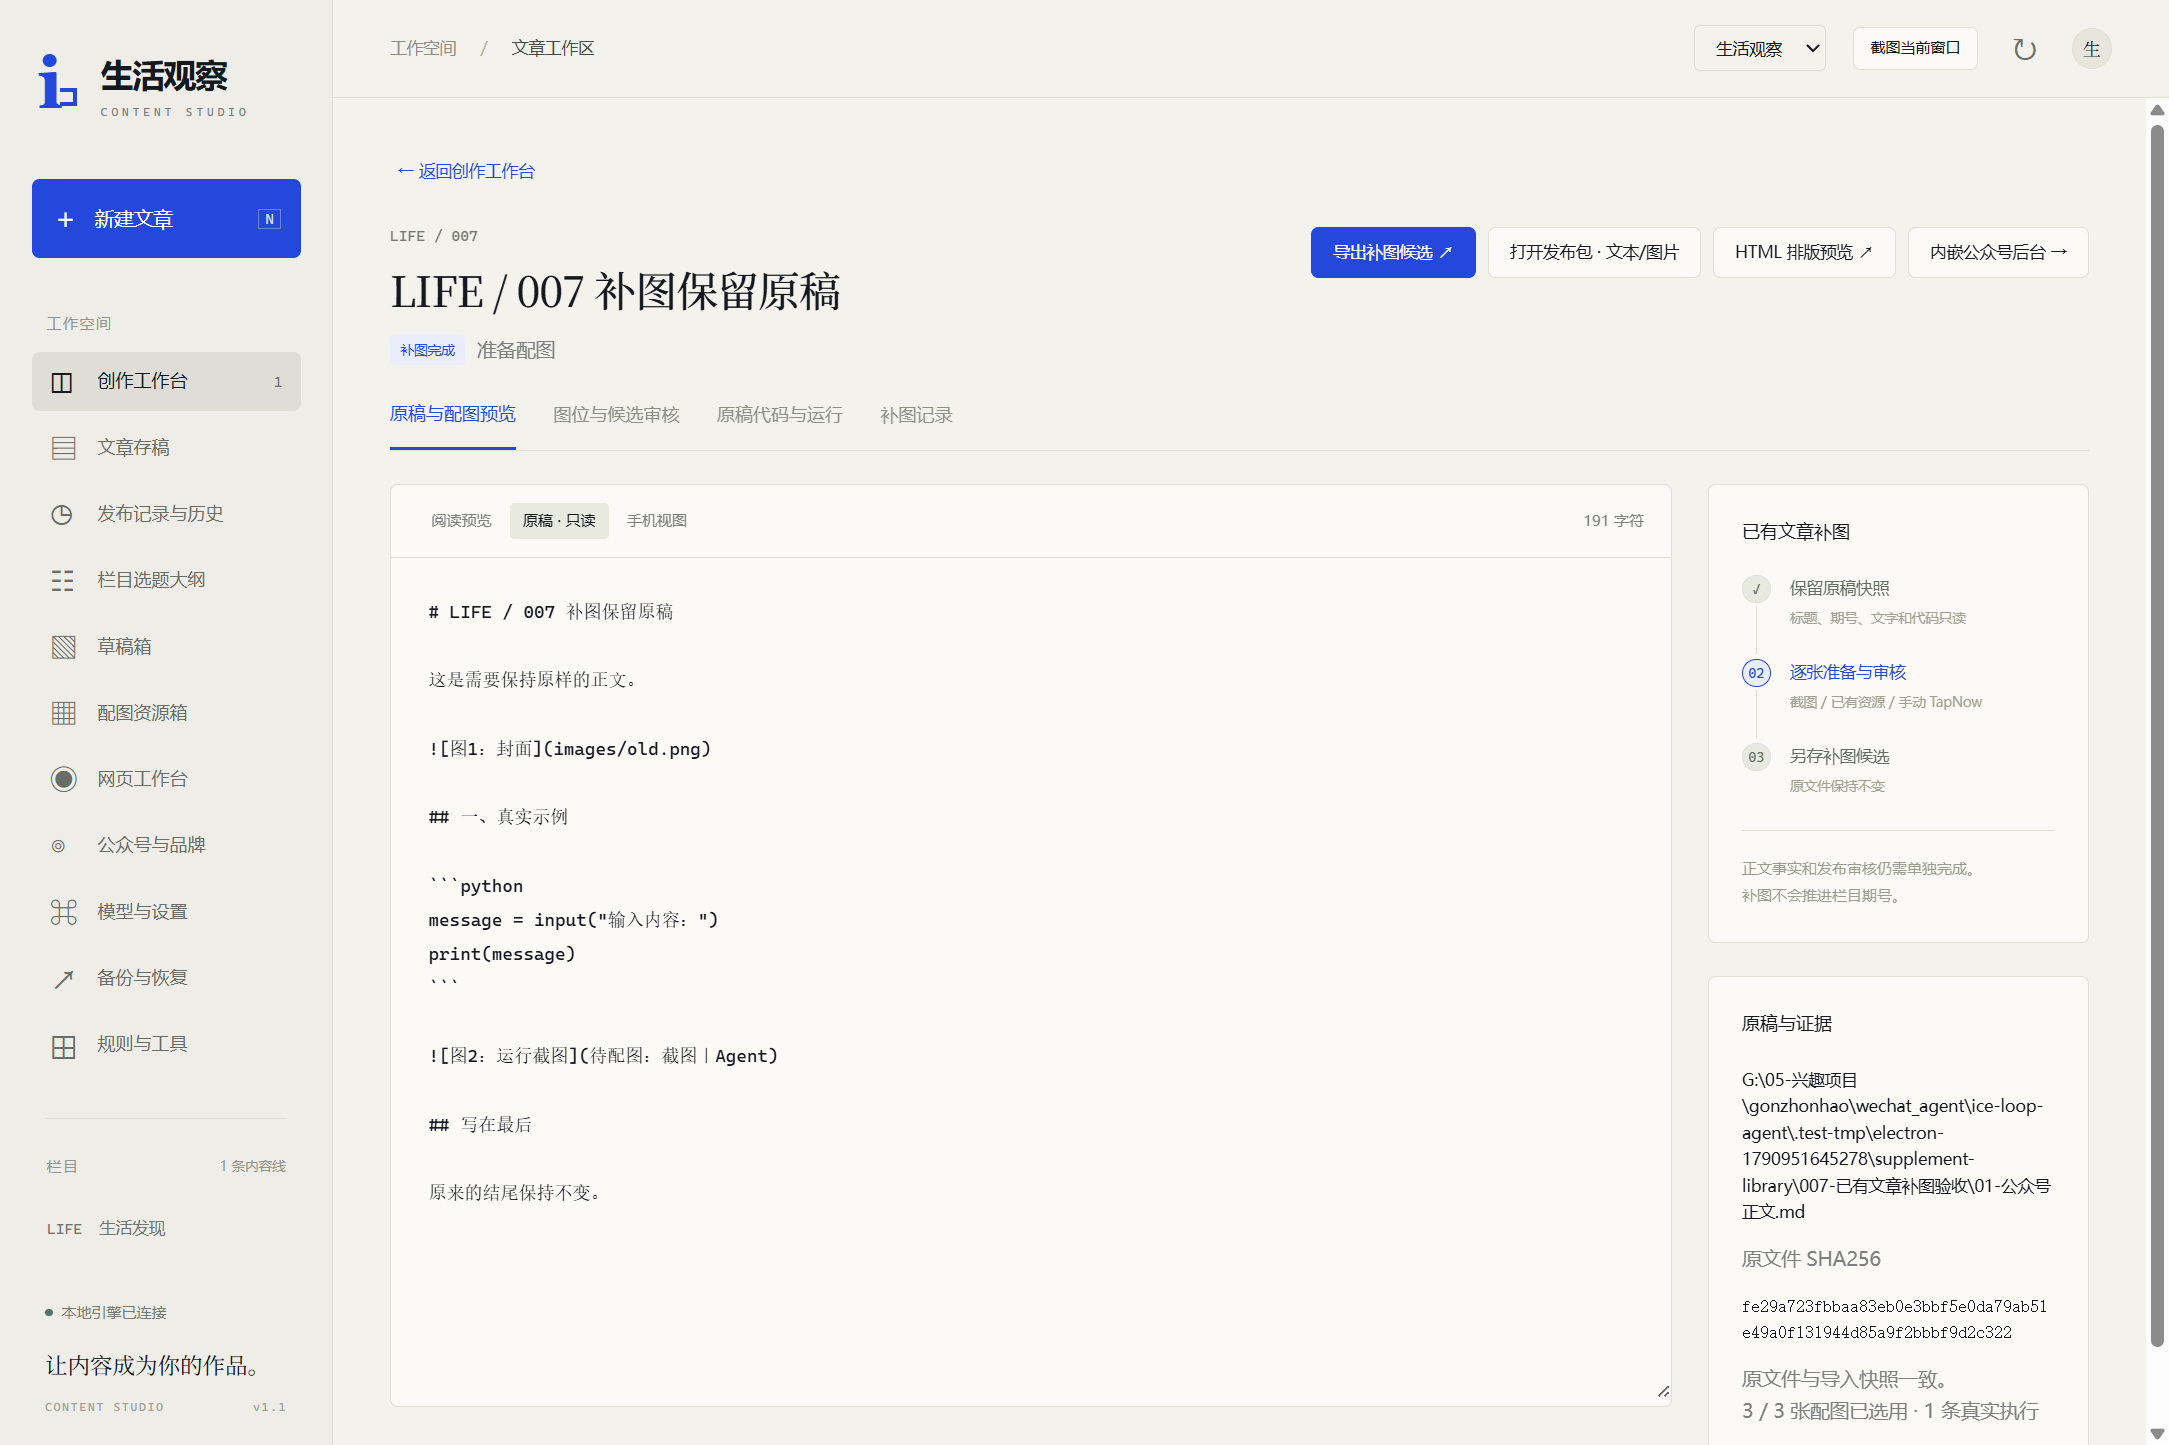 生活观察
CONTENT STUDIO
+ 新建文章 N
工作空间
创作工作台 1
文章存稿
发布记录与历史
栏目选题大纲
草稿箱
配图资源箱
网页工作台
公众号与品牌
模型与设置
备份与恢复
规则与工具
栏目 1 条内容线
LIFE 生活发现
本地引擎已连接
让内容成为你的作品。
CONTENT STUDIO v1.1
工作空间 / 文章工作区
生活观察
截图当前窗口
生
← 返回创作工作台
LIFE / 007
LIFE / 007 补图保留原稿
补图完成 准备配图
导出补图候选 ↗
打开发布包 · 文本/图片
HTML 排版预览 ↗
内嵌公众号后台 →
原稿与配图预览 图位与候选审核 原稿代码与运行 补图记录
阅读预览 原稿 · 只读 手机视图 191 字符
# LIFE / 007 补图保留原稿
这是需要保持原样的正文。
![图1：封面](images/old.png)
## 一、真实示例
```python
message = input("输入内容：")
print(message)
```
![图2：运行截图](待配图：截图｜Agent)
## 写在最后
原来的结尾保持不变。
已有文章补图
✓ 保留原稿快照
标题、期号、文字和代码只读
02 逐张准备与审核
截图 / 已有资源 / 手动 TapNow
03 另存补图候选
原文件保持不变
正文事实和发布审核仍需单独完成。
补图不会推进栏目期号。
原稿与证据
G:\05-兴趣项目
\gonzhonhao\wechat_agent\ice-loop-
agent\.test-tmp\electron-
1790951645278\supplement-
library\007-已有文章补图验收\01-公众号
正文.md
原文件 SHA256
fe29a723fbbaa83eb0e3bbf5e0da79ab51
e49a0f131944d85a9f2bbbf9d2c322
原文件与导入快照一致。
3 / 3 张配图已选用 · 1 条真实执行